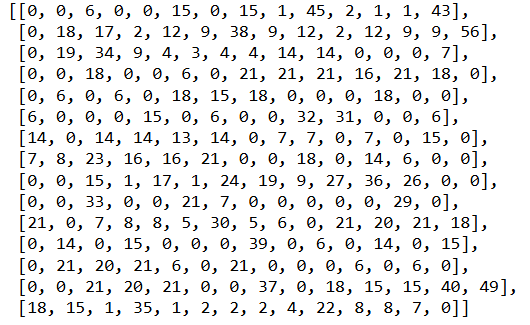 [[0, 0, 6, 0, 0, 15, 0, 15, 1, 45, 2, 1, 1, 43],
[0, 18, 17, 2, 12, 9, 38, 9, 12, 2, 12, 9, 9, 56],
[0, 19, 34, 9, 4, 3, 4, 4, 14, 14, 0, 0, 0, 7],
[0, 0, 18, 0, 0, 6, 0, 21, 21, 21, 16, 21, 18, 0],
[0, 6, 0, 6, 0, 18, 15, 18, 0, 0, 0, 18, 0, 0],
[6, 0, 0, 0, 15, 0, 6, 0, 0, 32, 31, 0, 0, 6],
[14, 0, 14, 14, 13, 14, 0, 7, 7, 0, 7, 0, 15, 0],
[7, 8, 23, 16, 16, 21, 0, 0, 18, 0, 14, 6, 0, 0],
[0, 0, 15, 1, 17, 1, 24, 19, 9, 27, 36, 26, 0, 0],
[0, 0, 33, 0, 0, 21, 7, 0, 0, 0, 0, 0, 29, 0],
[21, 0, 7, 8, 8, 5, 30, 5, 6, 0, 21, 20, 21, 18],
[0, 14, 0, 15, 0, 0, 0, 39, 0, 6, 0, 14, 0, 15],
[0, 21, 20, 21, 6, 0, 21, 0, 0, 0, 6, 0, 6, 0],
[0, 0, 21, 20, 21, 0, 0, 37, 0, 18, 15, 15, 40, 49],
[18, 15, 1, 35, 1, 2, 2, 2, 4, 22, 8, 8, 7, 0]]